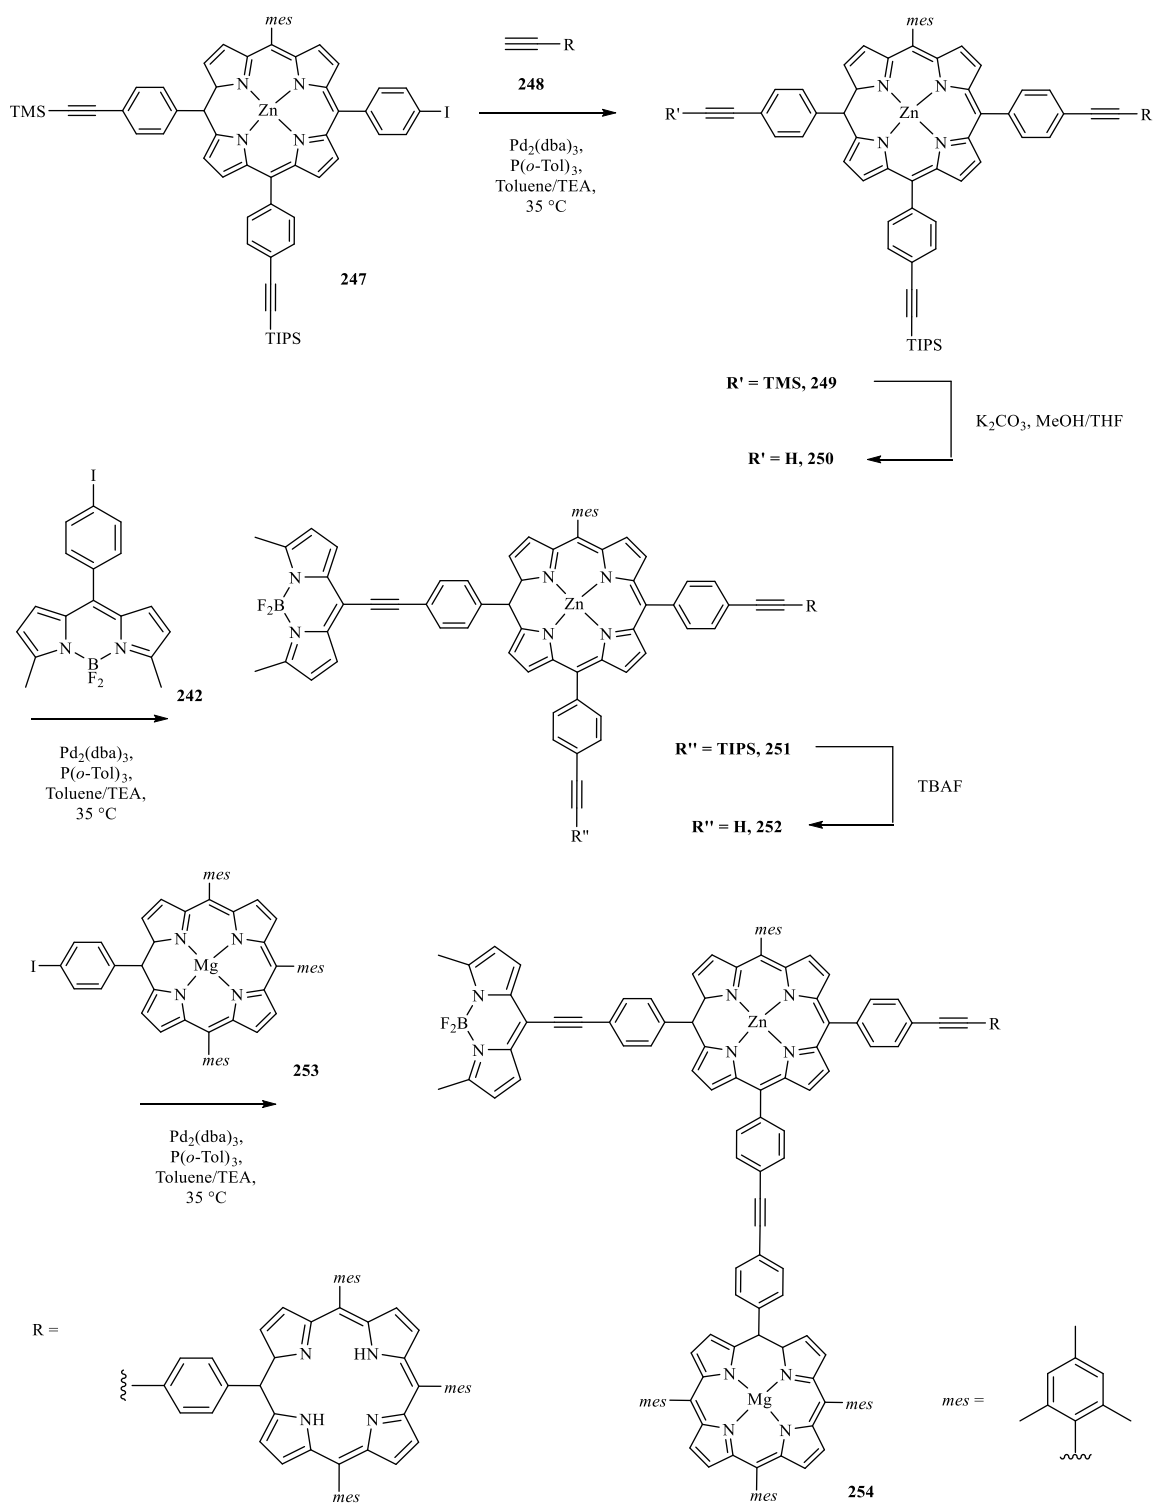 mes
TMS
N
N
Zn
N
N
I
TIPS
247
R
248
Pd2(dba)3,
P(o-Tol)3,
Toluene/TEA,
35 °C
mes
R'
N
N
Zn
N
N
R
TIPS
R' = TMS, 249
K2CO3, MeOH/THF
R' = H, 250
I
N
N
B
F2
242
Pd2(dba)3,
P(o-Tol)3,
Toluene/TEA,
35 °C
mes
N
F2B
N
N
N
Zn
N
N
R
R''
R'' = TIPS, 251
TBAF
R'' = H, 252
mes
I
N
N
Mg
N
N
mes
mes
253
Pd2(dba)3,
P(o-Tol)3,
Toluene/TEA,
35 °C
mes
N
F2B
N
N
N
Zn
N
N
R
N
N
Mg
N
N
mes
mes
mes
254
R =
mes
N
HN
NH
N
mes
mes
mes =